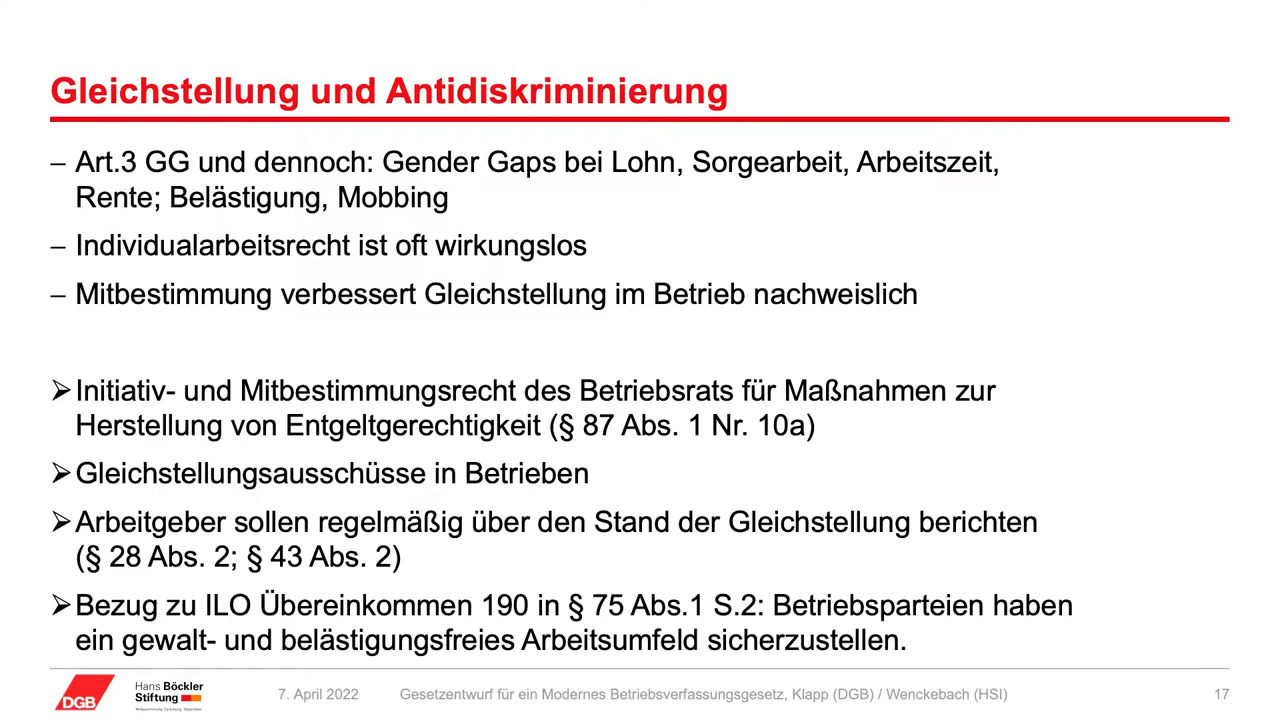 Gleichstellung und Antidiskriminierung
– Art.3 GG und dennoch: Gender Gaps bei Lohn, Sorgearbeit, Arbeitszeit,
Rente; Belästigung, Mobbing
– Individualarbeitsrecht ist oft wirkungslos
– Mitbestimmung verbessert Gleichstellung im Betrieb nachweislich
➢ Initiativ- und Mitbestimmungsrecht des Betriebsrats für Maßnahmen zur
Herstellung von Entgeltgerechtigkeit (§ 87 Abs. 1 Nr. 10a)
➢ Gleichstellungsausschüsse in Betrieben
➢ Arbeitgeber sollen regelmäßig über den Stand der Gleichstellung berichten
(§ 28 Abs. 2; § 43 Abs. 2)
➢ Bezug zu ILO Übereinkommen 190 in § 75 Abs.1 S.2: Betriebsparteien haben
ein gewalt- und belästigungsfreies Arbeitsumfeld sicherzustellen.
DGB
Hans Böckler
Stiftung
Mitbestimmung. Forschung. Stipendien.
7. April 2022
Gesetzentwurf für ein Modernes Betriebsverfassungsgesetz, Klapp (DGB) / Wenckebach (HSI)
17